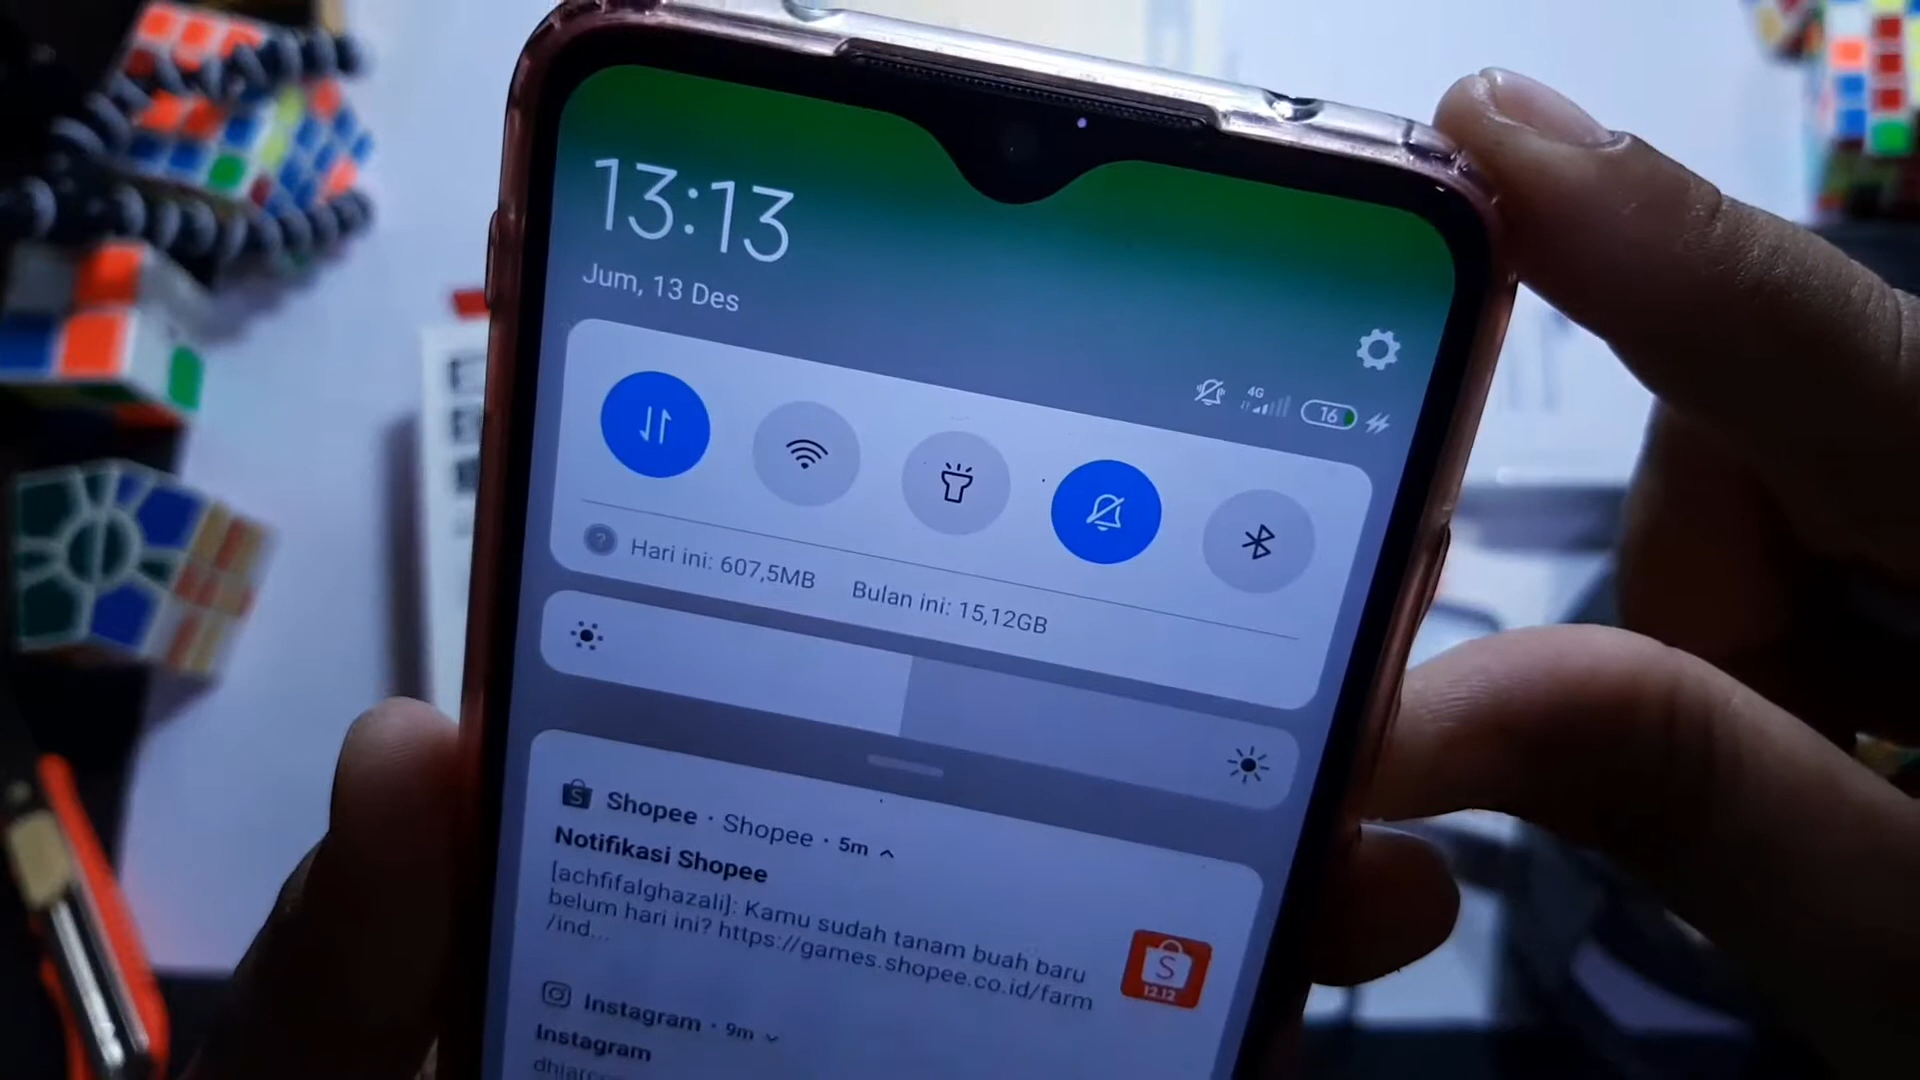 13:13
Jum, 13 Des
4G
16
Hari ini: 607,5MB
Bulan ini: 15,12GB
Shopee · Shopee · 5m
Notifikasi Shopee
[achfifalghazali]: Kamu sudah tanam buah baru
belum hari ini? https://games.shopee.co.id/farm
/ind...
S
12.12
Instagram · 9m
Instagram